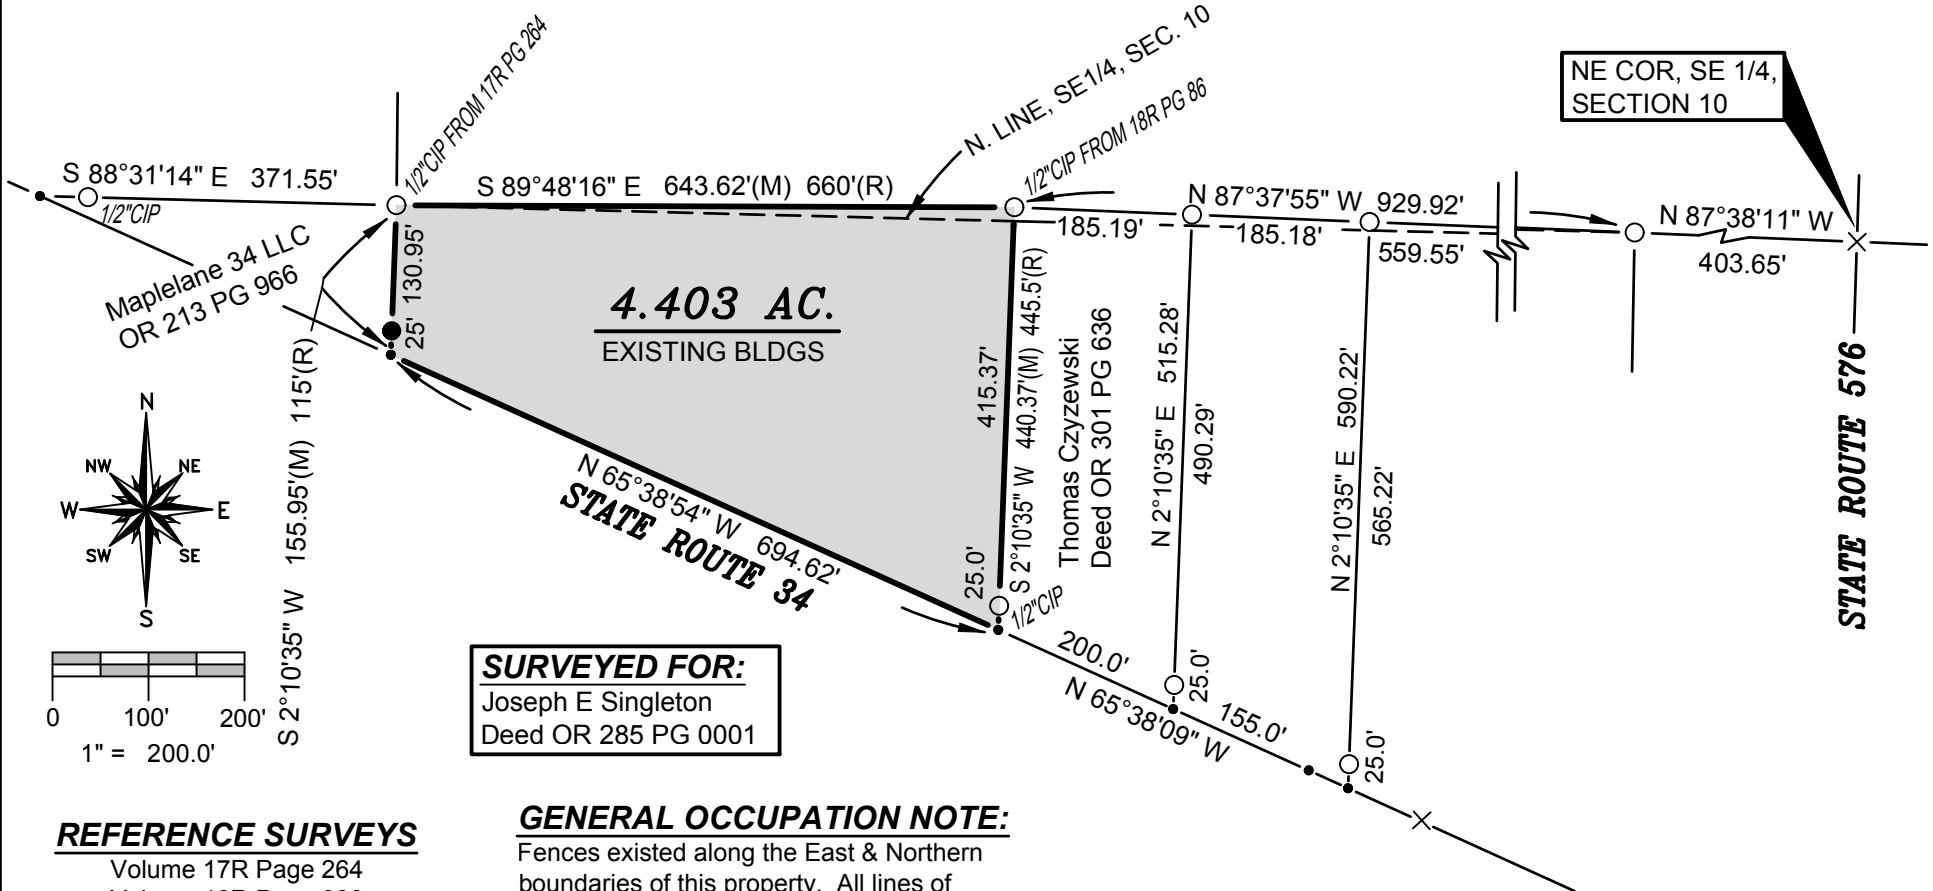 1/2"CIP FROM 17R PG 264
N. LINE, SE1/4, SEC. 10
1/2"CIP FROM 18R PG 86
NE COR, SE 1/4,
SECTION 10
S 88°31'14" E 371.55'
1/2"CIP
S 89°48'16" E 643.62'(M) 660'(R)
N 87°37'55" W 929.92'
185.19'
185.18'
559.55'
N 87°38'11" W
403.65'
Maplelane 34 LLC
OR 213 PG 966
130.95'
25'
4.403 AC.
EXISTING BLDGS
S 2°10'35" W 155.95'(M) 115'(R)
415.37'
25.0'
S 2°10'35" W 440.37'(M) 445.5'(R)
1/2"CIP
Thomas Czyzewski
Deed OR 301 PG 636
N 2°10'35" E 515.28'
490.29'
25.0'
N 2°10'35" E 590.22'
565.22'
25.0'
STATE ROUTE 576
N 65°38'54" W 694.62'
STATE ROUTE 34
200.0'
N 65°38'09" W
155.0'
N
NW
NE
W
E
SW
SE
S
0 100' 200'
1" = 200.0'
SURVEYED FOR:
Joseph E Singleton
Deed OR 285 PG 0001
REFERENCE SURVEYS
Volume 17R Page 264
GENERAL OCCUPATION NOTE:
Fences existed along the East & Northern
boundaries of this property. All lines of